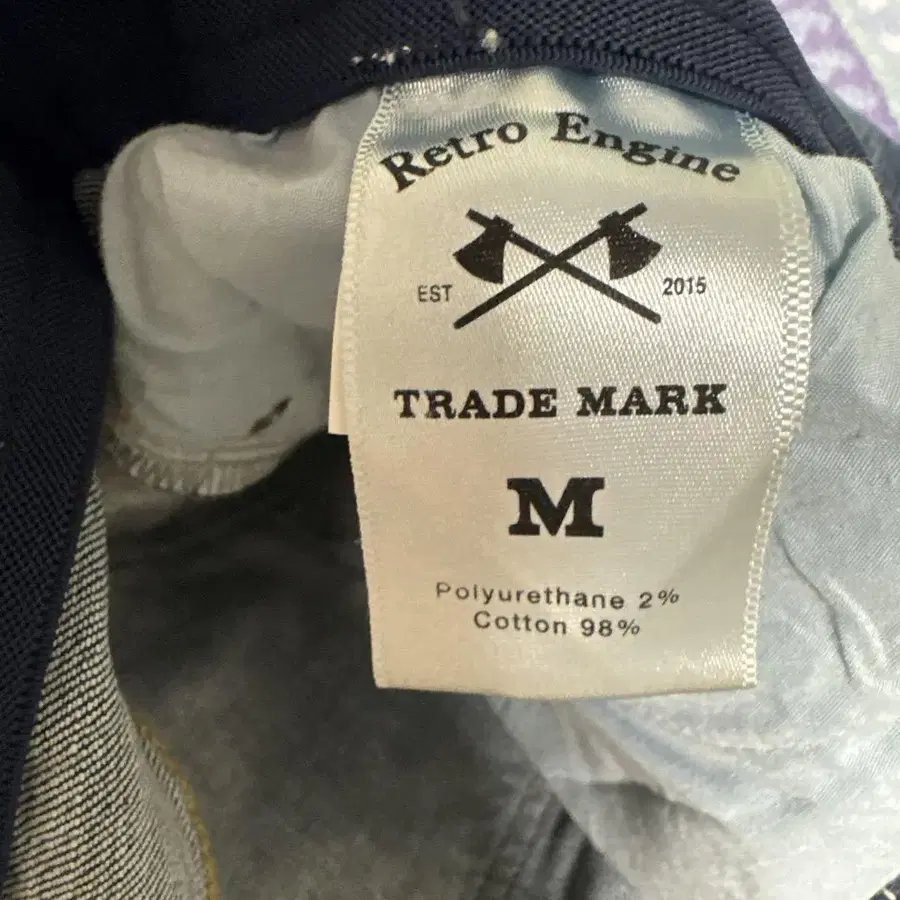 Retro Engine
EST 2015
TRADE MARK
M
Polyurethane 2%
Cotton 98%